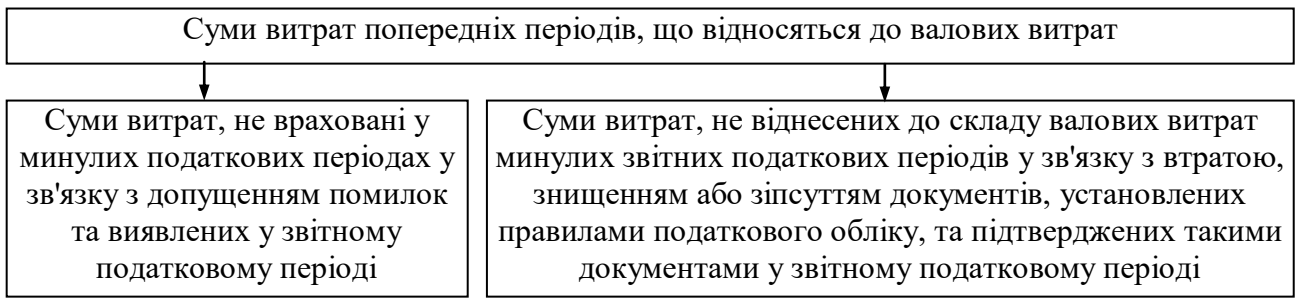 Суми витрат попередніх періодів, що відносяться до валових витрат
Суми витрат, не враховані у
минулих податкових періодах у
зв'язку з допущенням помилок
та виявлених у звітному
податковому періоді
Суми витрат, не віднесених до складу валових витрат
минулих звітних податкових періодів у зв'язку з втратою,
знищенням або зіпсуттям документів, установлених
правилами податкового обліку, та підтверджених такими
документами у звітному податковому періоді